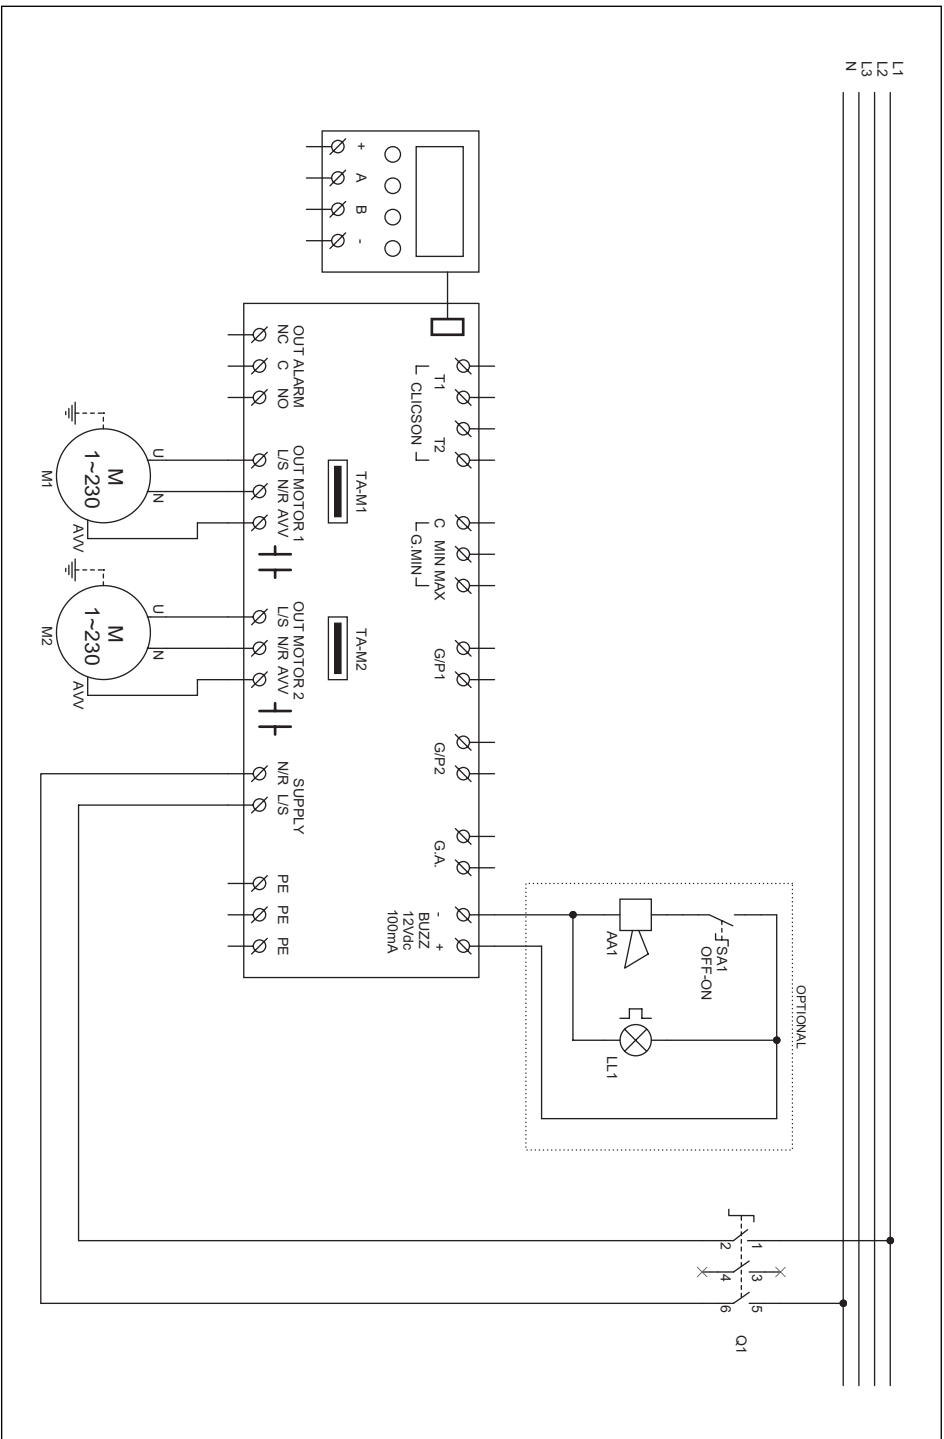 L1
L2
L3
N
+ A B -
T1 T2
CLICSON
C MIN MAX
G.MIN
G/P1
G/P2
G.A.
- +
BUZZ
12Vdc
100mA
TA-M1
TA-M2
OUT ALARM
NC C NO
OUT MOTOR 1
L/S N/R AVV
OUT MOTOR 2
L/S N/R AVV
SUPPLY
N/R L/S
PE PE PE
U N AVV
M
1~230
M1
U N AVV
M
1~230
M2
OPTIONAL
SA1
OFF-ON
AA1
LL1
1 3 5
2 4 6
Q1